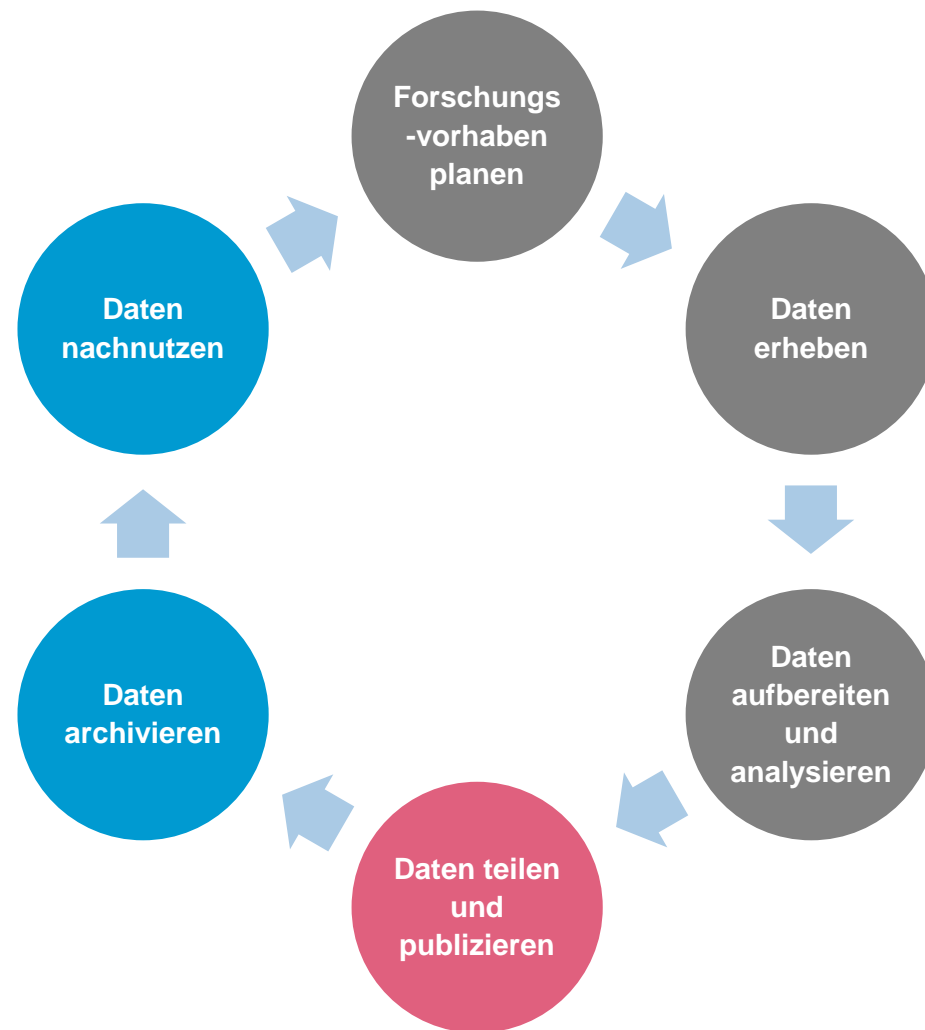 Forschungs
-vorhaben
planen
Daten
erheben
Daten
aufbereiten
und
analysieren
Daten teilen
und
publizieren
Daten
archivieren
Daten
nachnutzen